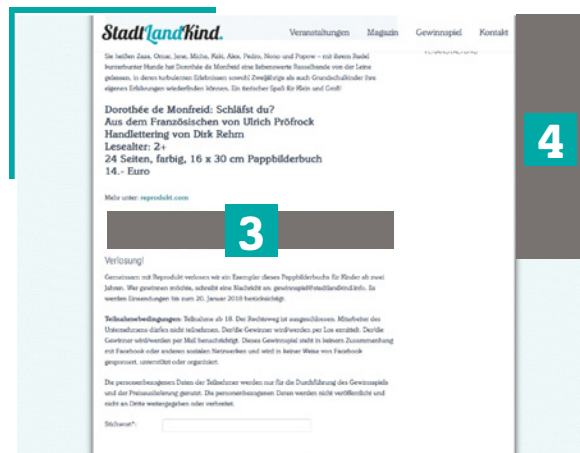 StadtLandKind.
Veranstaltungen Magazin Gewinnspiel Kontakt
VERANSTALTUNG
Sie heißen Zaza, Omar, Jane, Micha, Kaki, Alex, Pedro, Nono und Popow – mit ihrem Rudel
kunterbunter Hunde hat Dorothée de Monfreid eine liebenswerte Rasselbande von der Leine
gelassen, in deren turbulenten Erlebnissen sowohl Zweijährige als auch Grundschulkinder ihre
eigenen Erfahrungen wiederfinden können. Ein tierischer Spaß für Klein und Groß!
Dorothée de Monfreid: Schläfst du?
Aus dem Französischen von Ulrich Pröfrock
Handlettering von Dirk Rehm
Lesealter: 2+
24 Seiten, farbig, 16 x 30 cm Pappbilderbuch
14.- Euro
Mehr unter: reprodukt.com
3
4
Verlosung!
Gemeinsam mit Reprodukt verlosen wir ein Exemplar dieses Pappbilderbuchs für Kinder ab zwei
Jahren. Wer gewinnen möchte, schreibt eine Nachricht an: gewinnspiel@stadtlandkind.info. Es
werden Einsendungen bis zum 20. Januar 2018 berücksichtigt.
Teilnahmebedingungen: Teilnahme ab 18. Der Rechtsweg ist ausgeschlossen. Mitarbeiter des
Unternehmens dürfen nicht teilnehmen. Der/die Gewinner wird/werden per Los ermittelt. Der/die
Gewinner wird/werden per Mail benachrichtigt. Dieses Gewinnspiel steht in keinem Zusammenhang
mit Facebook oder anderen sozialen Netzwerken und wird in keiner Weise von Facebook
gesponsert, unterstützt oder organisiert.
Die personenbezogenen Daten der Teilnehmer werden nur für die Durchführung des Gewinnspiels
und der Preisauslieferung genutzt. Die personenbezogenen Daten werden nicht veröffentlicht und
nicht an Dritte weitergegeben oder verbreitet.
Stichwort*: